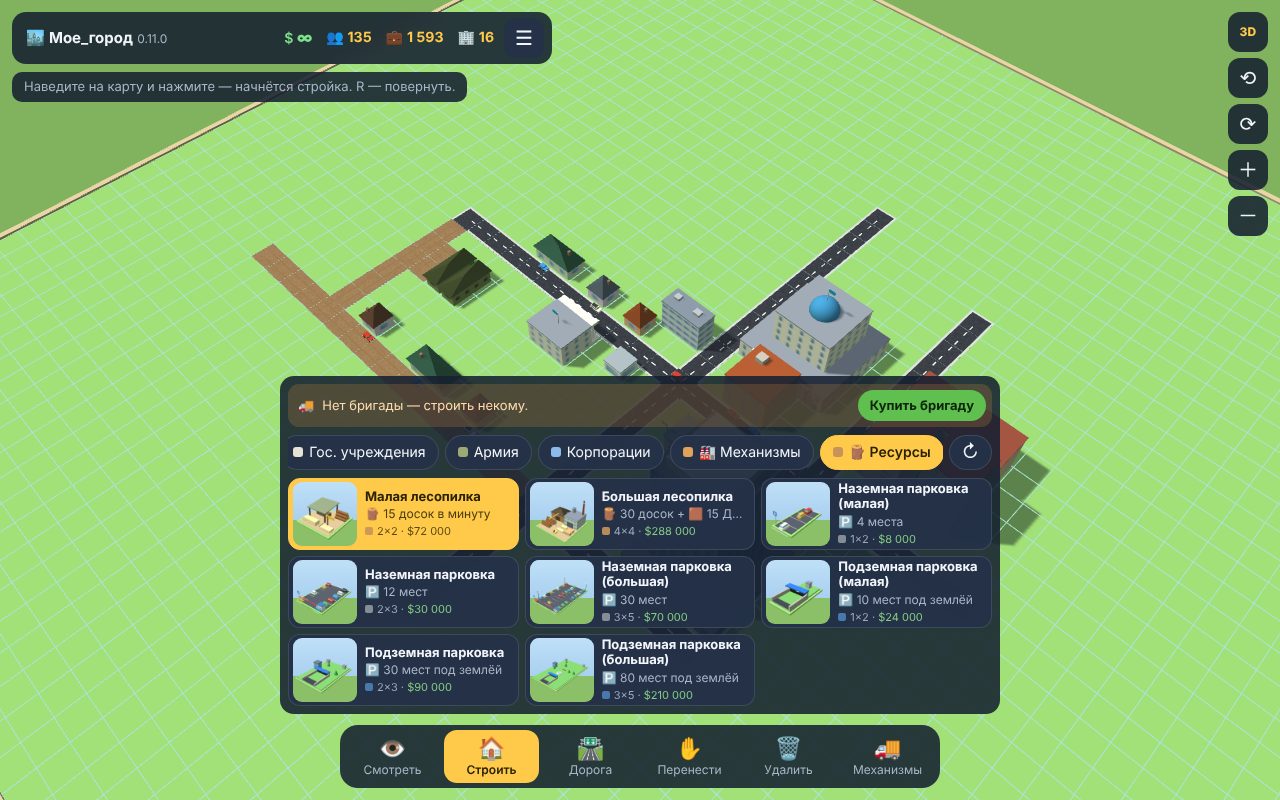 Мое_город 0.11.0
$ ∞ 135 1 593 16 ☰
3D
Наведите на карту и нажмите — начнётся стройка. R — повернуть.
Нет бригады — строить некому.
Купить бригаду
Гос. учреждения
Армия
Корпорации
Механизмы
Ресурсы
Малая лесопилка
15 досок в минуту
2×2 · $72 000
Большая лесопилка
30 досок + 15 Д...
4×4 · $288 000
Наземная парковка
(малая)
P 4 места
1×2 · $8 000
Наземная парковка
P 12 мест
2×3 · $30 000
Наземная парковка
(большая)
P 30 мест
3×5 · $70 000
Подземная парковка
(малая)
P 10 мест под землёй
1×2 · $24 000
Подземная парковка
P 30 мест под землёй
2×3 · $90 000
Подземная парковка
(большая)
P 80 мест под землёй
3×5 · $210 000
Смотреть
Строить
Дорога
Перенести
Удалить
Механизмы